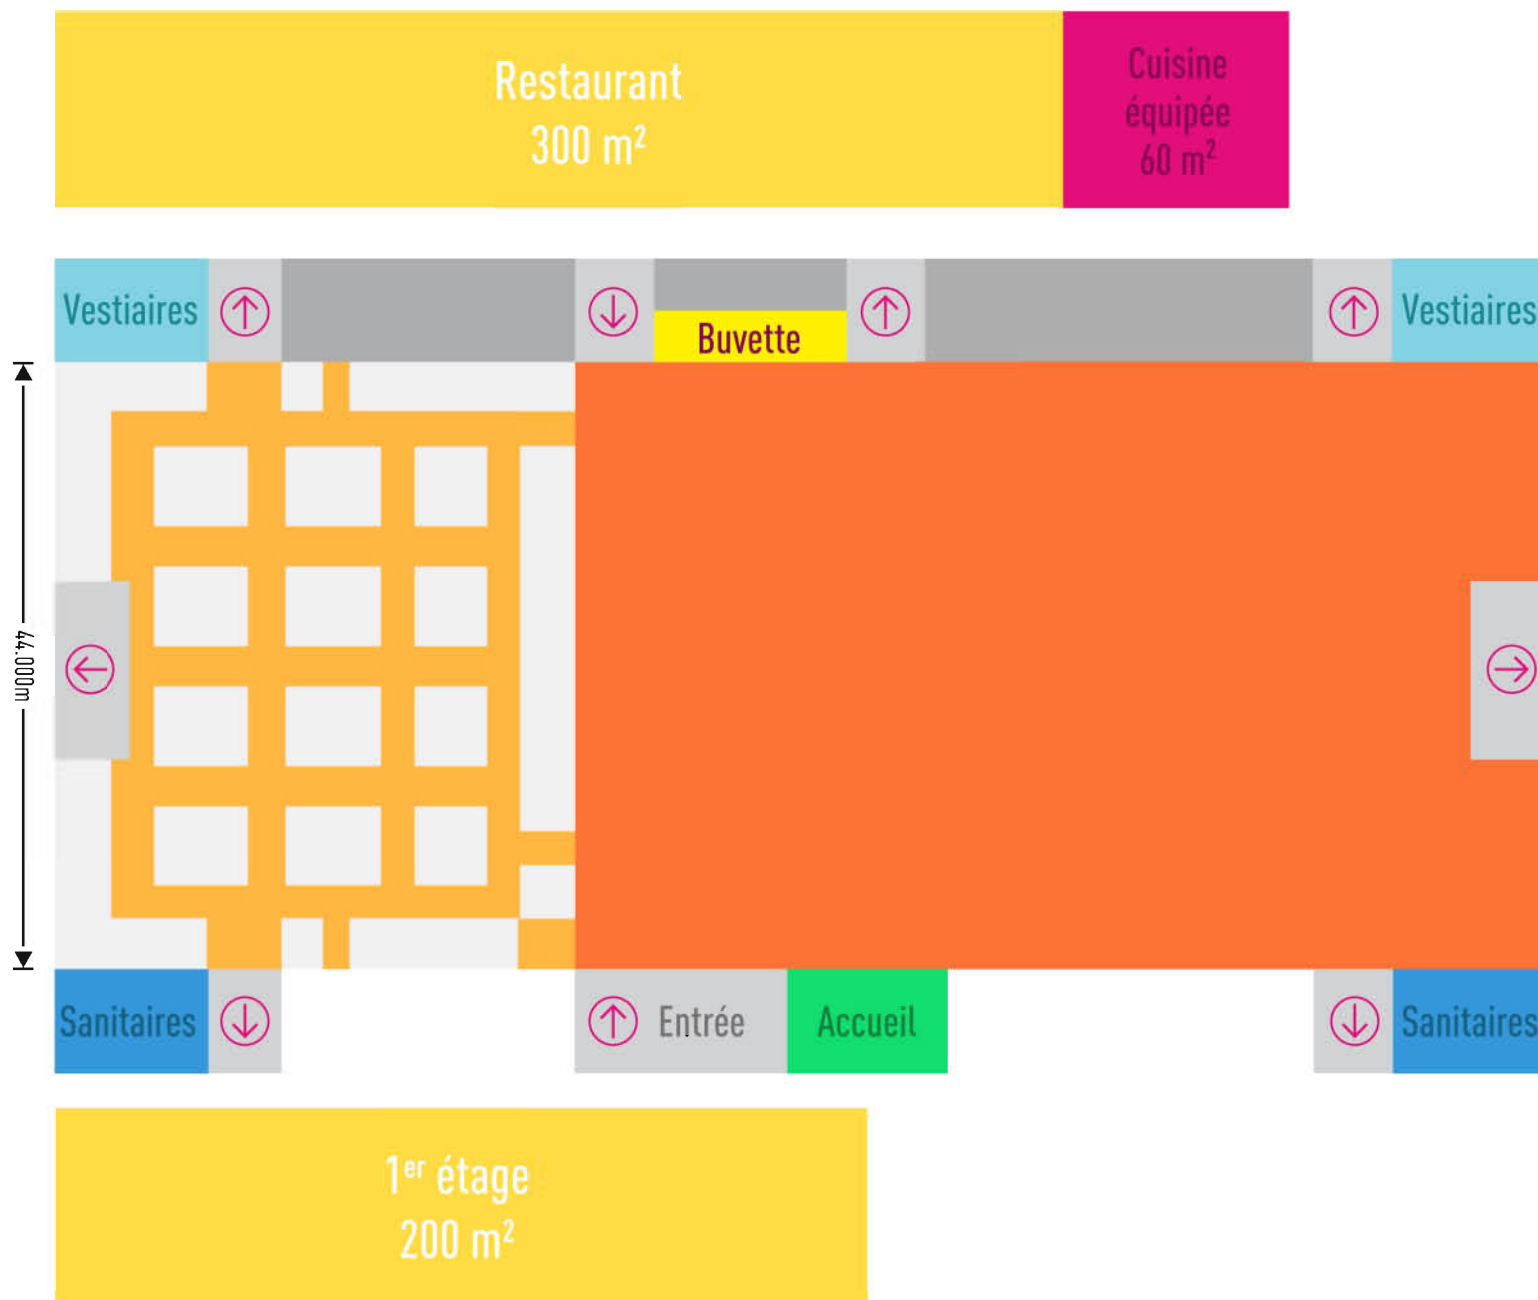 Restaurant
300 m²
Cuisine
équipée
60 m²
Vestiaires
Buvette
Vestiaires
44.000m
Sanitaires
Entrée
Accueil
Sanitaires
1er étage
200 m²